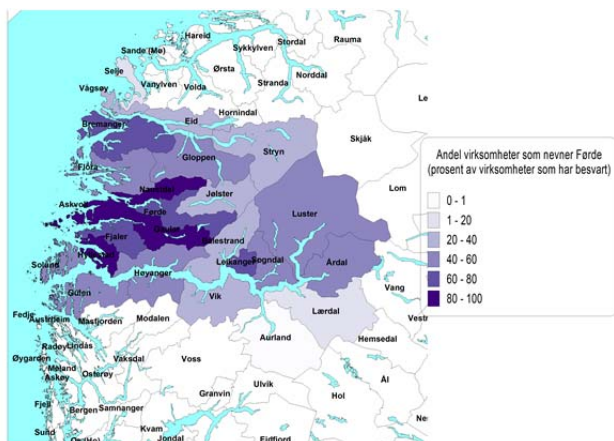 Hareid
Stordal
Sande (Mø)
Sykkylven
Rauma
Selje
Ørsta
Norddal
Vanylven
Volda
Stranda
Vågsøy
Hornindal
Bremanger
Eid
Skjåk
Stryn
Gloppen
Flora
Lom
Naustdal
Jølster
Askvoll
Førde
Luster
Gaular
Fjaler
Balestrand
Hyllestad
Leikanger
Sogndal
Årdal
Solund
Høyanger
Vang
Gulen
Vik
Lærdal
Fedje
Austrheim
Masfjorden
Modalen
Aurland
Hemsedal
Radøy
Lindås
Øygarden
Vaksdal
Voss
Meland
Osterøy
Askøy
Ål
Ulvik
Hol
Fjell
Bergen
Samnanger
Granvin
Sund
Kvam
Jondal
Eidfjord
Andel virksomheter som nevner Førde
(prosent av virksomheter som har besvart)
0 - 1
1 - 20
20 - 40
40 - 60
60 - 80
80 - 100